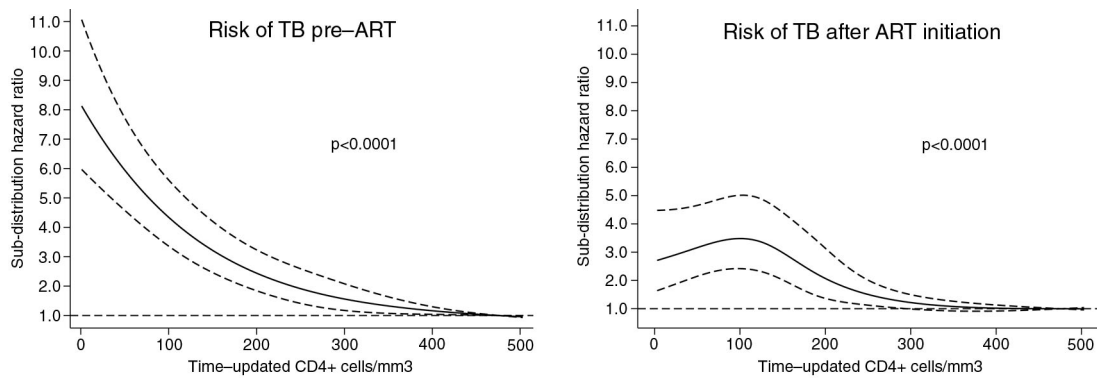 Risk of TB pre–ART
Sub-distribution hazard ratio
11.0
10.0
9.0
8.0
7.0
6.0
5.0
4.0
3.0
2.0
1.0
p<0.0001
0 100 200 300 400 500
Time–updated CD4+ cells/mm3
Risk of TB after ART initiation
Sub-distribution hazard ratio
11.0
10.0
9.0
8.0
7.0
6.0
5.0
4.0
3.0
2.0
1.0
p<0.0001
0 100 200 300 400 500
Time–updated CD4+ cells/mm3